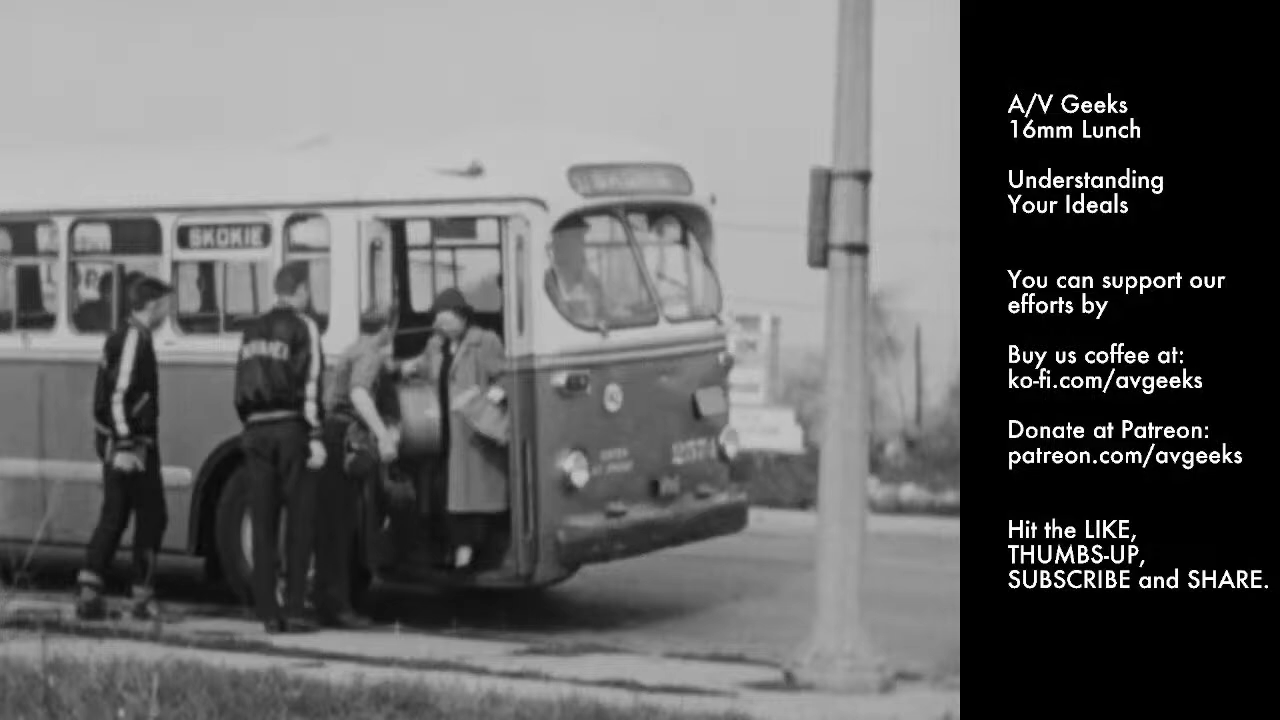 SKOKIE
A/V Geeks
16mm Lunch
Understanding
Your Ideals
You can support our
efforts by
Buy us coffee at:
ko-fi.com/avgeeks
Donate at Patreon:
patreon.com/avgeeks
Hit the LIKE,
THUMBS-UP,
SUBSCRIBE and SHARE.